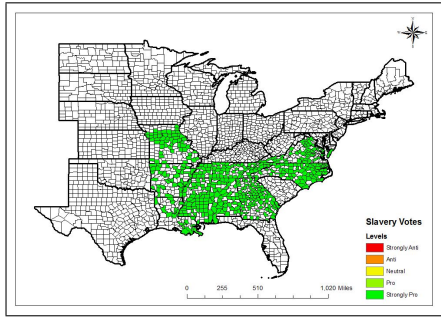 Slavery Votes
Levels
Strongly Anti
Anti
Neutral
Pro
Strongly Pro
0 255 510 1,020 Miles